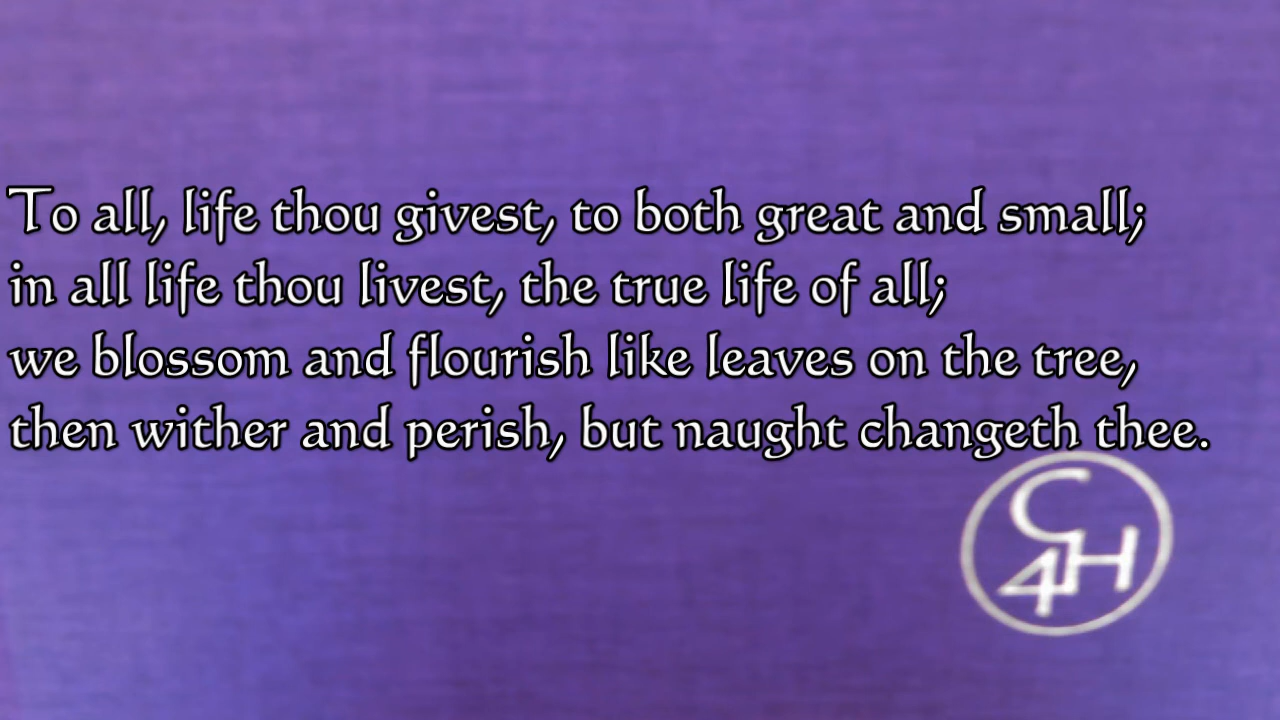 To all, life thou givest, to both great and small;
in all life thou livest, the true life of all;
we blossom and flourish like leaves on the tree,
then wither and perish, but naught changeth thee.
C
4H